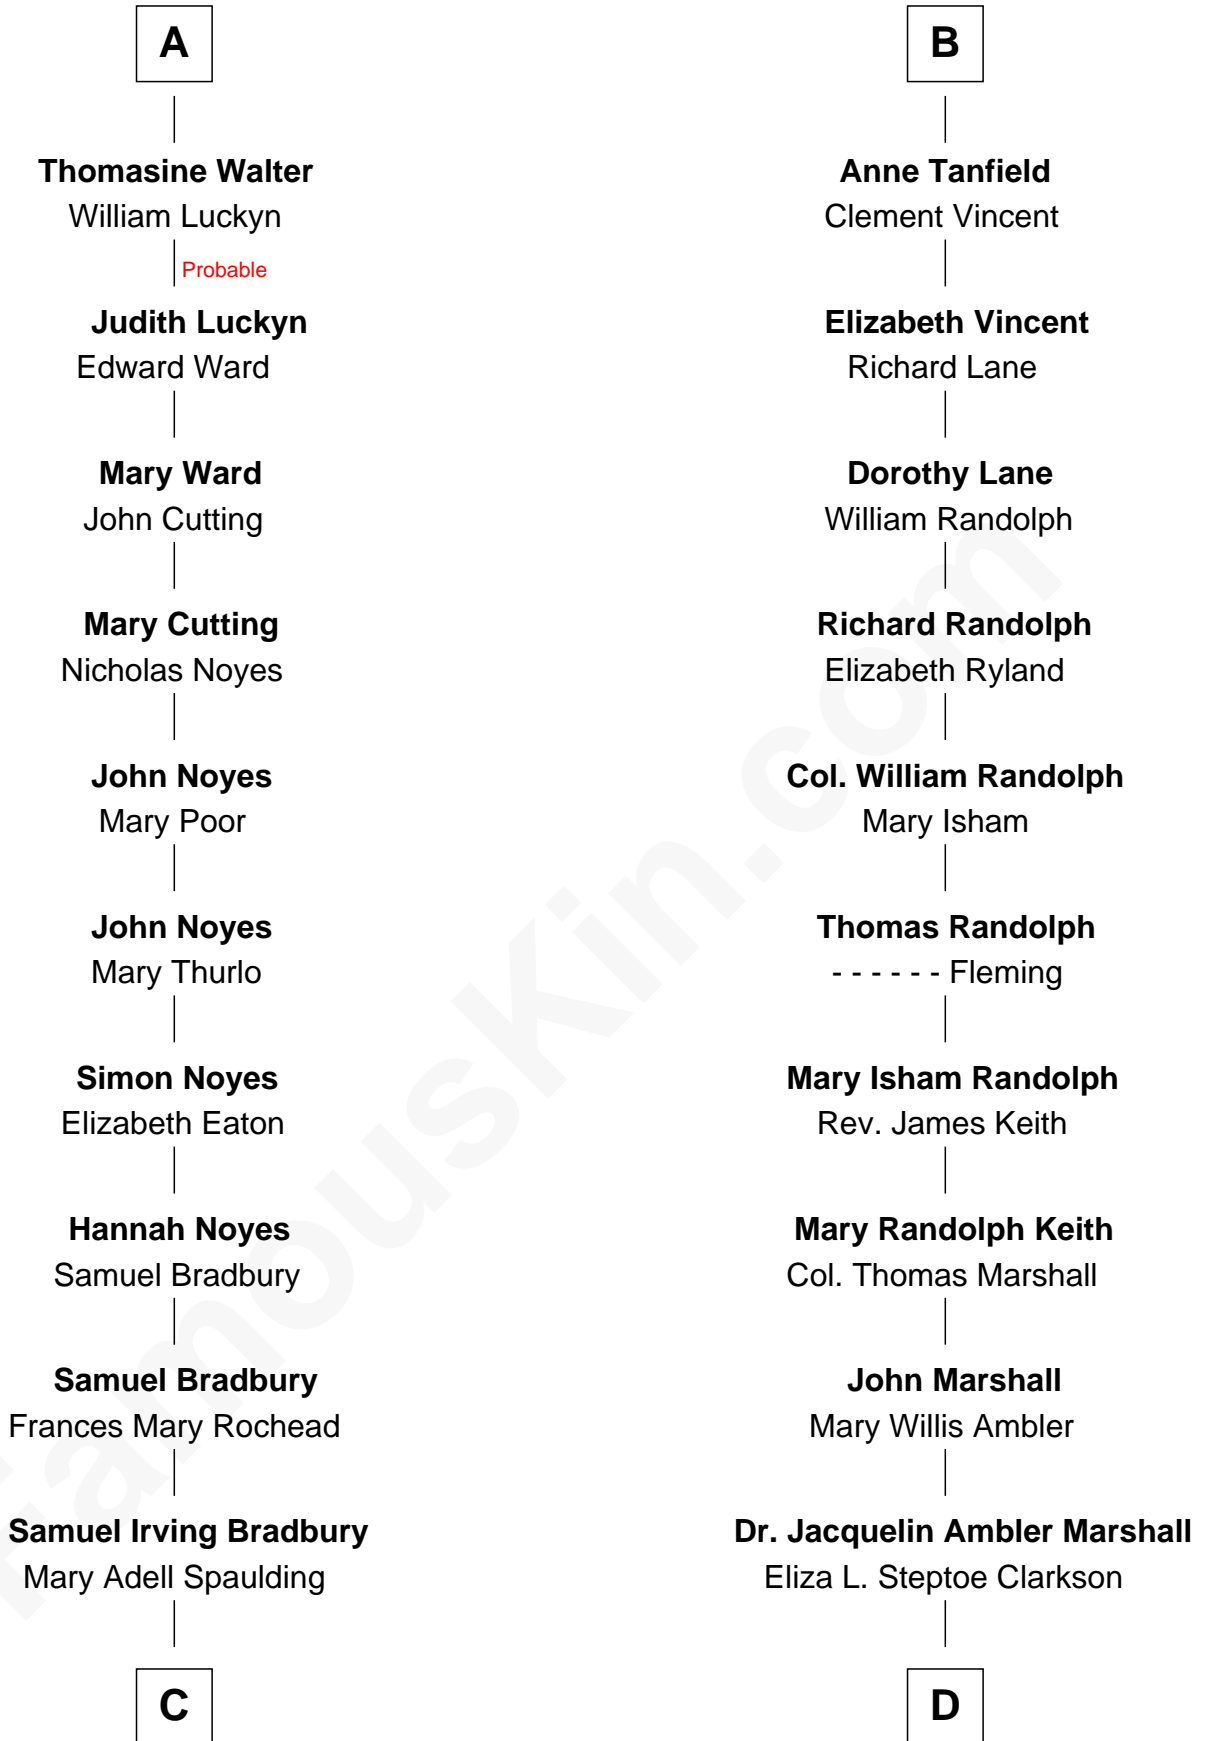 A
Thomasine Walter
William Luckyn
Probable
Judith Luckyn
Edward Ward
Mary Ward
John Cutting
Mary Cutting
Nicholas Noyes
John Noyes
Mary Poor
John Noyes
Mary Thurlo
Simon Noyes
Elizabeth Eaton
Hannah Noyes
Samuel Bradbury
Samuel Bradbury
Frances Mary Rochead
Samuel Irving Bradbury
Mary Adell Spaulding
C
B
Anne Tanfield
Clement Vincent
Elizabeth Vincent
Richard Lane
Dorothy Lane
William Randolph
Richard Randolph
Elizabeth Ryland
Col. William Randolph
Mary Isham
Thomas Randolph
- - - - - - Fleming
Mary Isham Randolph
Rev. James Keith
Mary Randolph Keith
Col. Thomas Marshall
John Marshall
Mary Willis Ambler
Dr. Jacquelin Ambler Marshall
Eliza L. Steptoe Clarkson
D
FamousKin.com